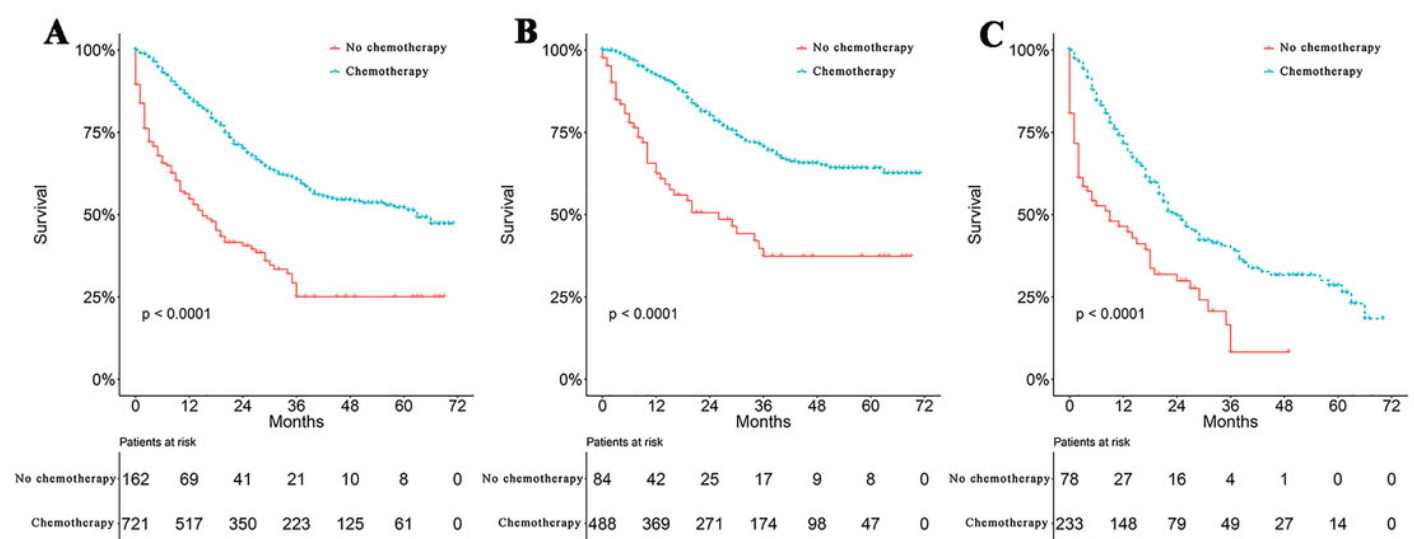 A
100%
75%
50%
25%
0%
Survival
No chemotherapy
Chemotherapy
p < 0.0001
0 12 24 36 48 60 72
Months
Patients at risk
No chemotherapy 162 69 41 21 10 8 0
Chemotherapy 721 517 350 223 125 61 0
B
100%
75%
50%
25%
0%
Survival
No chemotherapy
Chemotherapy
p < 0.0001
0 12 24 36 48 60 72
Months
Patients at risk
No chemotherapy 84 42 25 17 9 8 0
Chemotherapy 488 369 271 174 98 47 0
C
100%
75%
50%
25%
0%
Survival
No chemotherapy
Chemotherapy
p < 0.0001
0 12 24 36 48 60 72
Months
Patients at risk
No chemotherapy 78 27 16 4 1 0 0
Chemotherapy 233 148 79 49 27 14 0